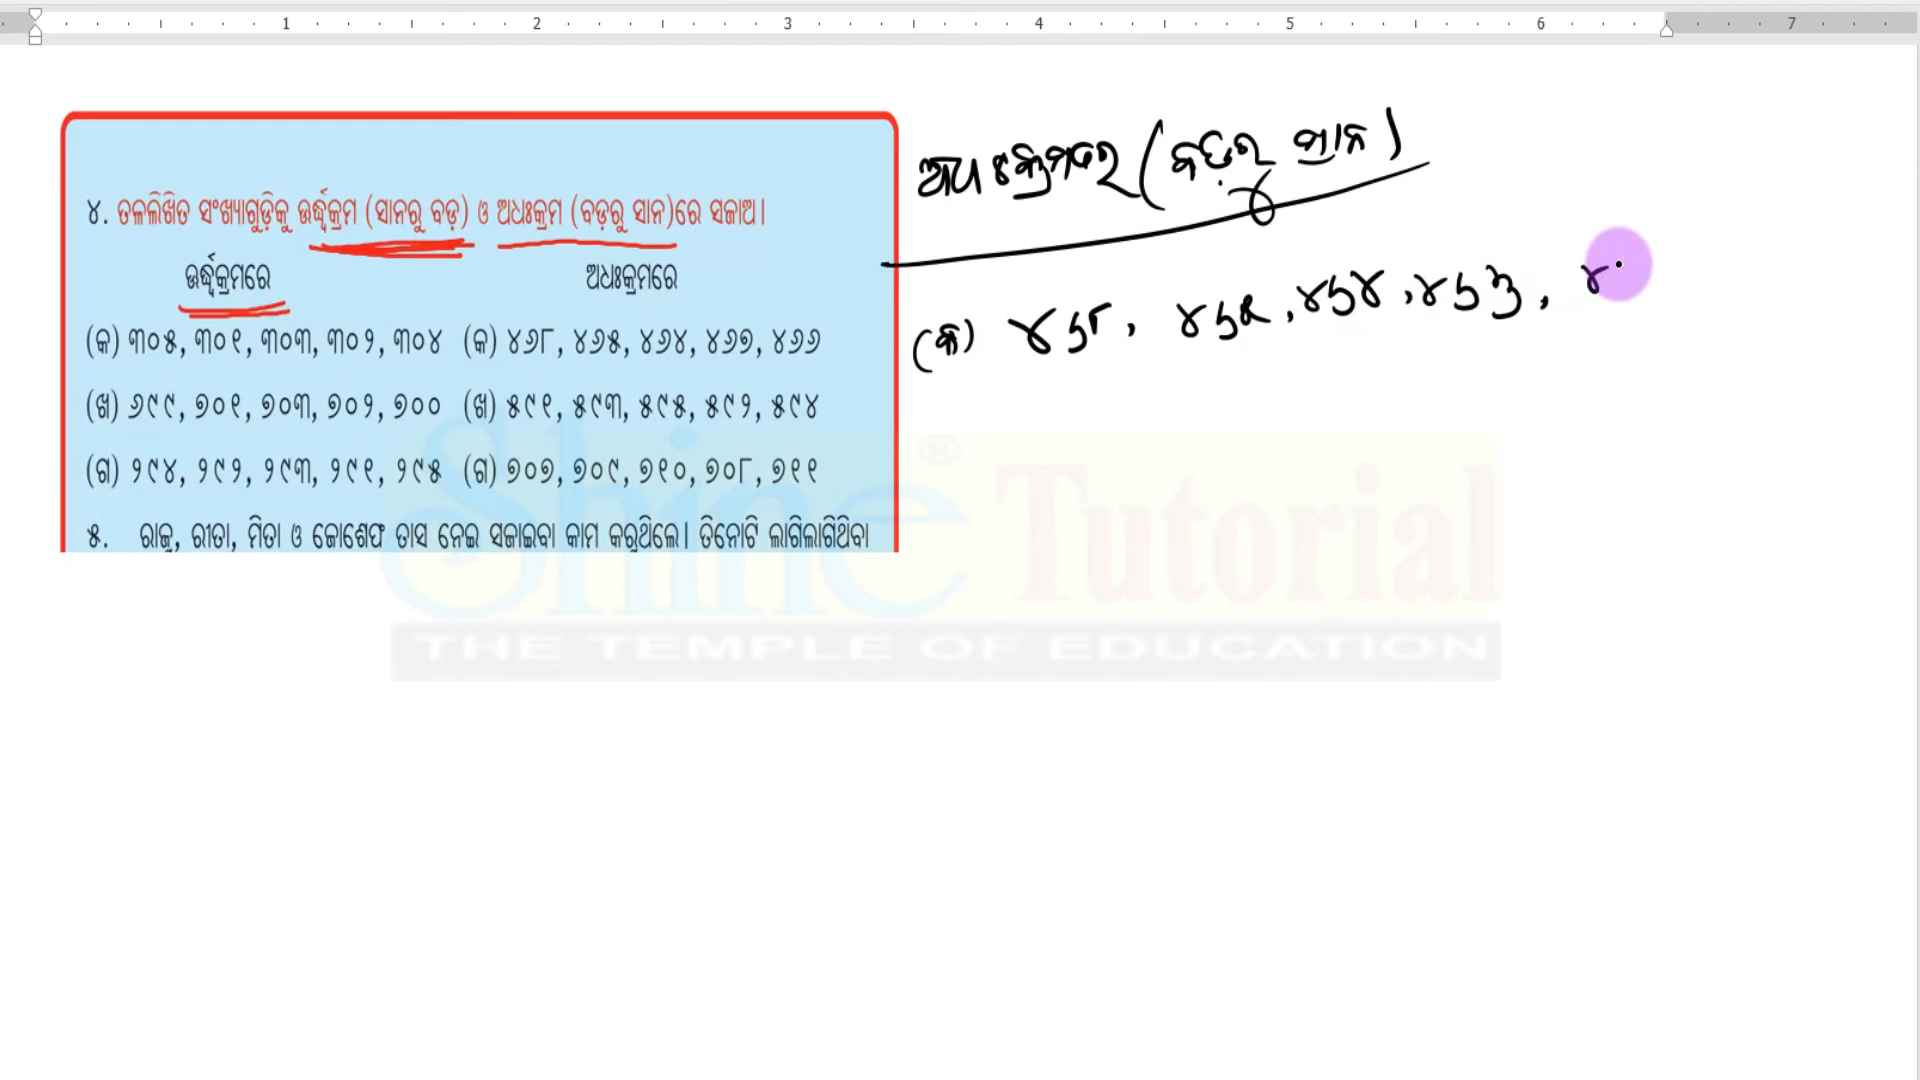 1 2 3 4 5 6 7
୪. ତଳଲିଖିତ ସଂଖ୍ୟାଗୁଡ଼ିକୁ ଊର୍ଦ୍ଧ୍ୱକ୍ରମ (ସାନରୁ ବଡ଼) ଓ ଅଧଃକ୍ରମ (ବଡ଼ରୁ ସାନ)ରେ ସଜାଅ।
ଊର୍ଦ୍ଧ୍ୱକ୍ରମରେ ଅଧଃକ୍ରମରେ
(କ) ୩୦୫, ୩୦୧, ୩୦୩, ୩୦୨, ୩୦୪ (କ) ୪୬୮, ୪୬୫, ୪୬୪, ୪୬୭, ୪୬୬
(ଖ) ୬୯୯, ୭୦୧, ୭୦୩, ୭୦୨, ୭୦୦ (ଖ) ୫୯୧, ୫୯୩, ୫୯୫, ୫୯୨, ୫୯୪
(ଗ) ୨୯୪, ୨୯୨, ୨୯୩, ୨୯୧, ୨୯୫ (ଗ) ୭୦୭, ୭୦୯, ୭୧୦, ୭୦୮, ୭୧୧
୫. ରାଜୁ, ରୀତା, ମିତା ଓ ଜୋଶେଫ ତାସ ନେଇ ସଜାଇବା କାମ କରୁଥିଲେ। ତିନୋଟି ଲାଗିଲାଗିଥିବା
ଅଧଃକ୍ରମରେ (ବଡ଼ରୁ ସାନ)
(କ) ୪୬୮,
Shine Tutorial
THE TEMPLE OF EDUCATION